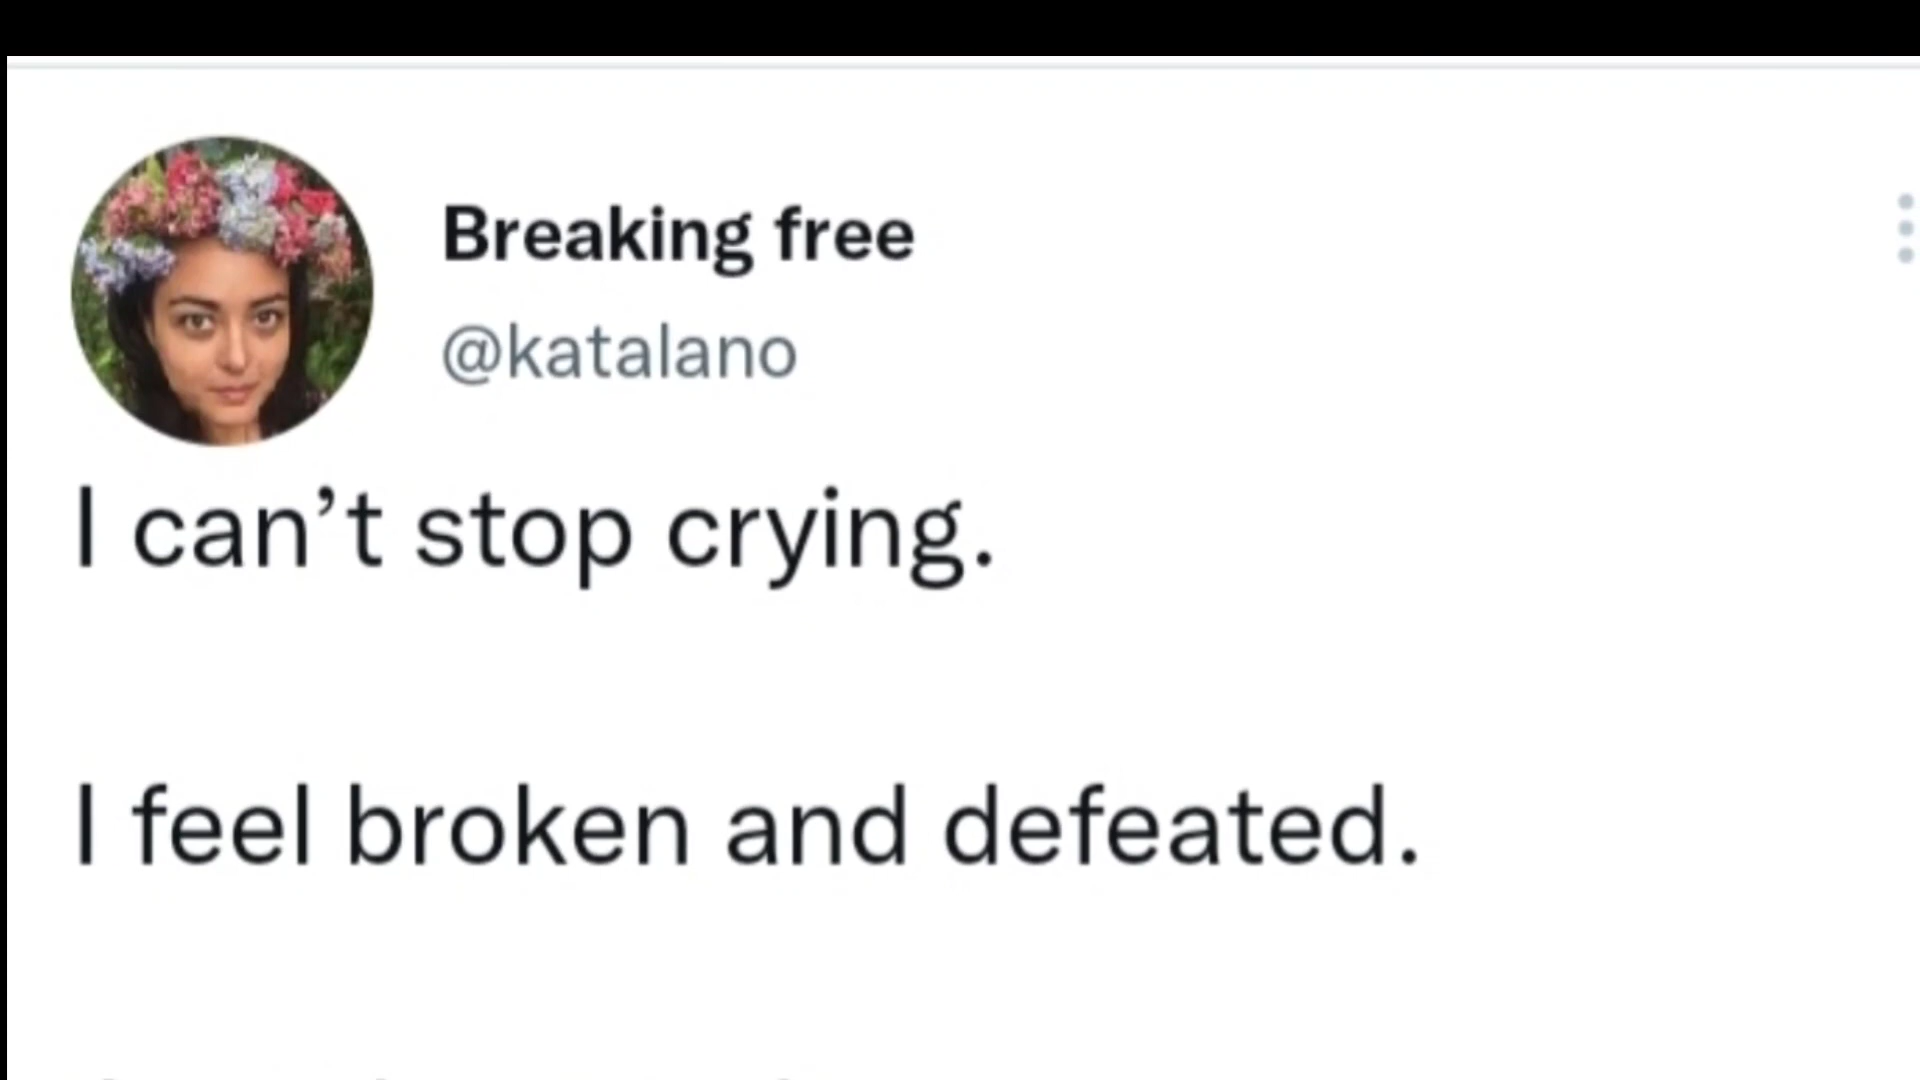 Breaking free
@katalano
I can’t stop crying.
I feel broken and defeated.